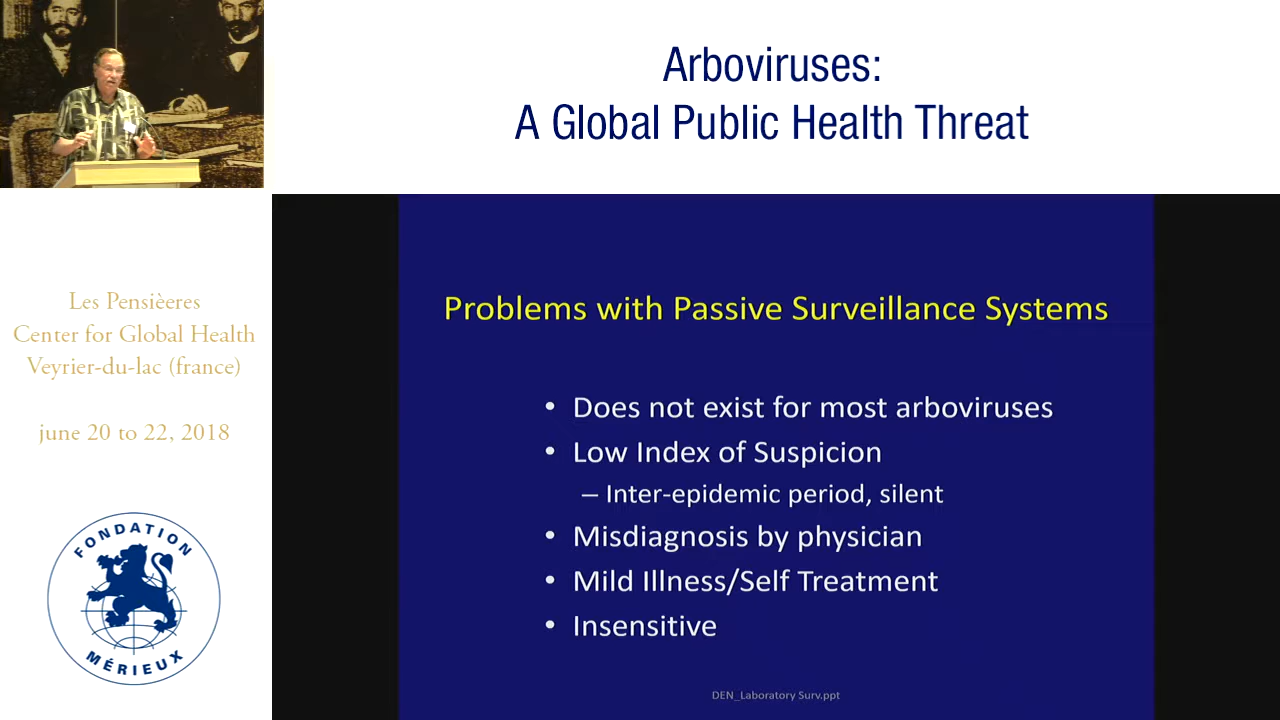 Arboviruses:
A Global Public Health Threat
Les Pensièeres
Center for Global Health
Veyrier-du-lac (france)
june 20 to 22, 2018
FONDATION
MÉRIEUX
Problems with Passive Surveillance Systems
• Does not exist for most arboviruses
• Low Index of Suspicion
– Inter-epidemic period, silent
• Misdiagnosis by physician
• Mild Illness/Self Treatment
• Insensitive
DEN_Laboratory Surv.ppt